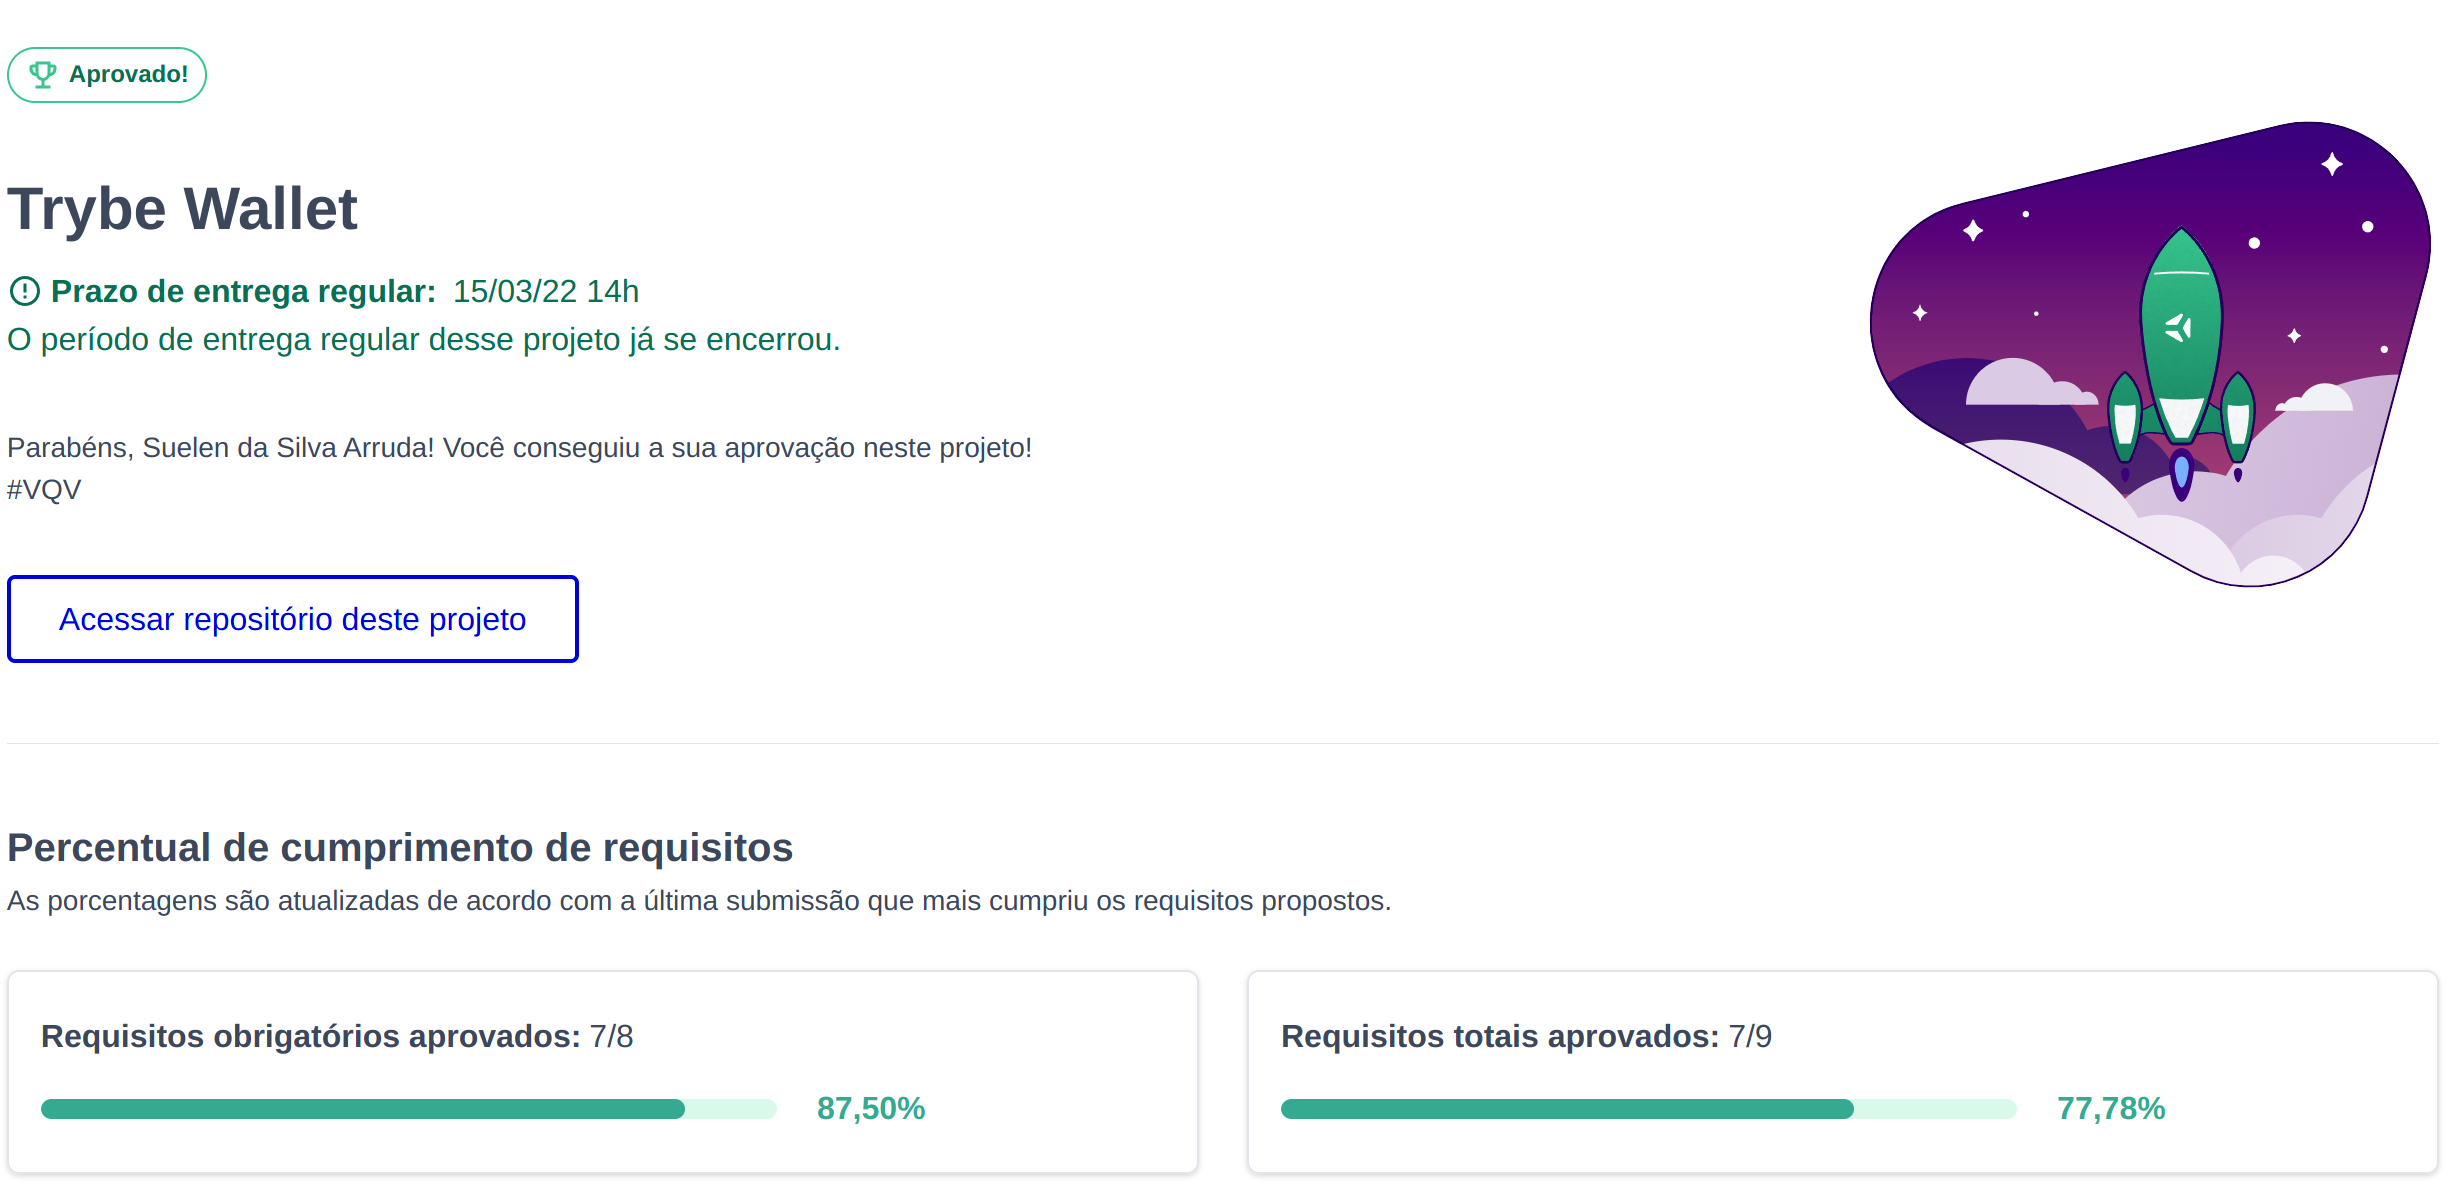 Aprovado!
Trybe Wallet
Prazo de entrega regular: 15/03/22 14h
O período de entrega regular desse projeto já se encerrou.
Parabéns, Suelen da Silva Arruda! Você conseguiu a sua aprovação neste projeto!
#VQV
Acessar repositório deste projeto
Percentual de cumprimento de requisitos
As porcentagens são atualizadas de acordo com a última submissão que mais cumpriu os requisitos propostos.
Requisitos obrigatórios aprovados: 7/8
87,50%
Requisitos totais aprovados: 7/9
77,78%